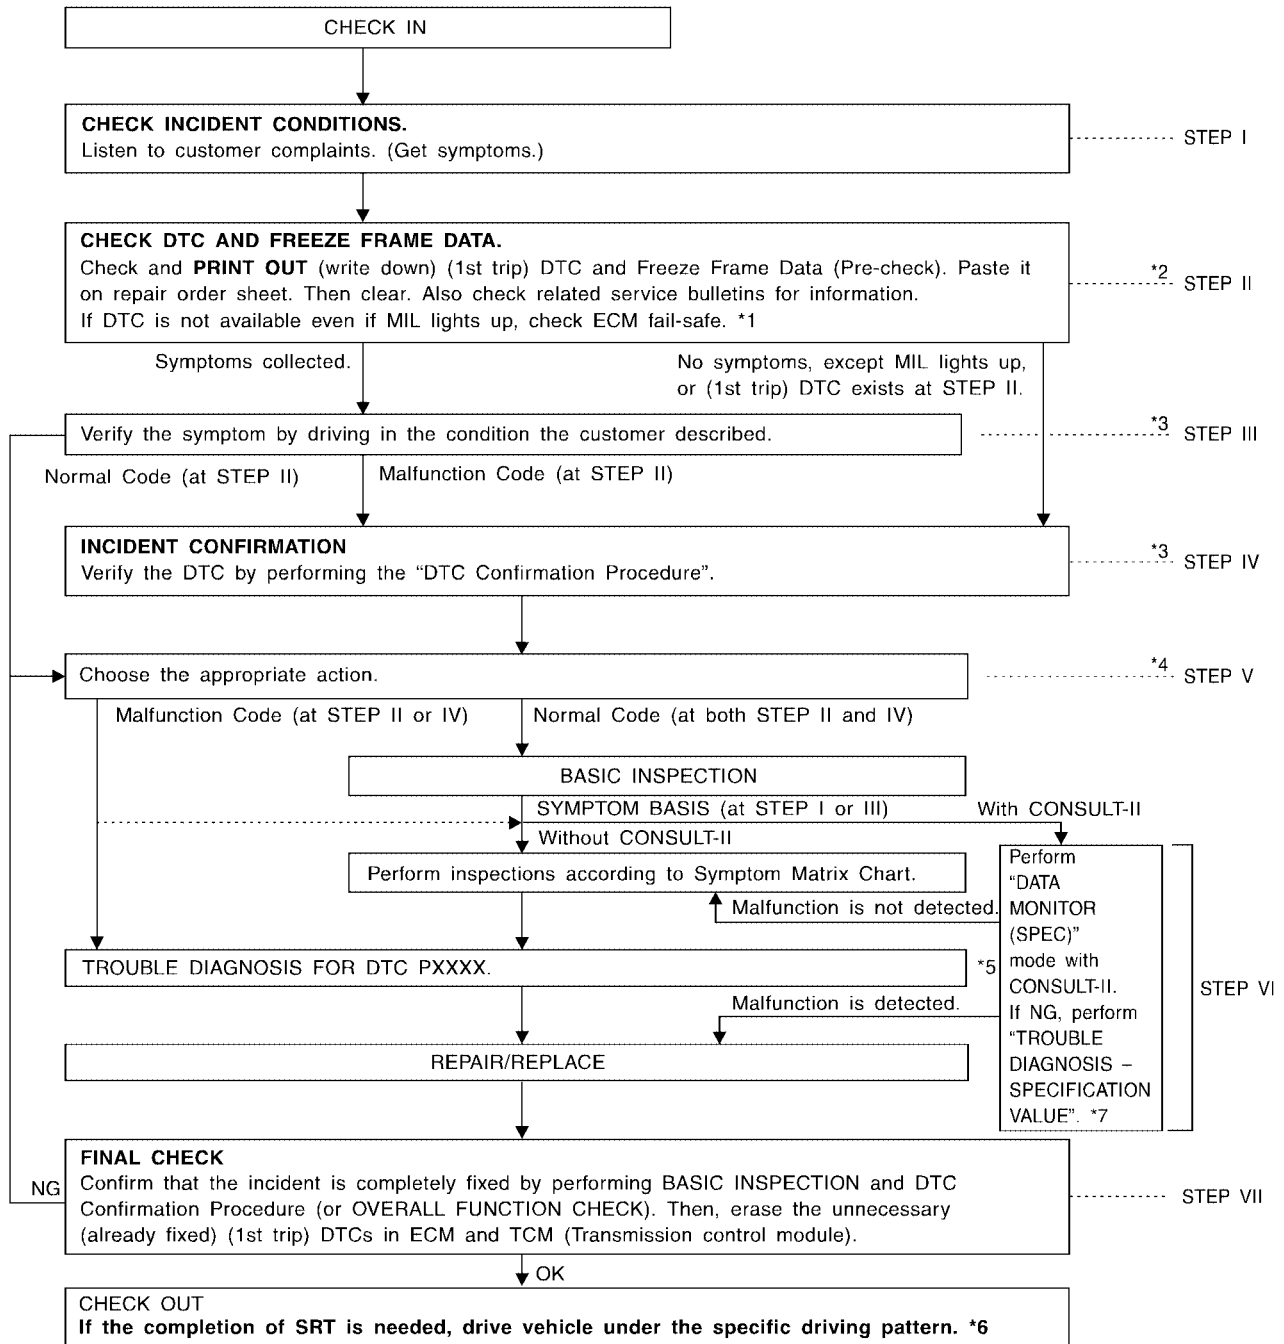 CHECK IN
CHECK INCIDENT CONDITIONS.
Listen to customer complaints. (Get symptoms.)
STEP I
CHECK DTC AND FREEZE FRAME DATA.
Check and PRINT OUT (write down) (1st trip) DTC and Freeze Frame Data (Pre-check). Paste it
on repair order sheet. Then clear. Also check related service bulletins for information.
If DTC is not available even if MIL lights up, check ECM fail-safe. *1
*2
STEP II
Symptoms collected.
No symptoms, except MIL lights up,
or (1st trip) DTC exists at STEP II.
Verify the symptom by driving in the condition the customer described.
*3
STEP III
Normal Code (at STEP II)
Malfunction Code (at STEP II)
INCIDENT CONFIRMATION
Verify the DTC by performing the “DTC Confirmation Procedure”.
*3
STEP IV
Choose the appropriate action.
*4
STEP V
Malfunction Code (at STEP II or IV)
Normal Code (at both STEP II and IV)
BASIC INSPECTION
SYMPTOM BASIS (at STEP I or III)
With CONSULT-II
Without CONSULT-II
Perform inspections according to Symptom Matrix Chart.
Malfunction is not detected.
Perform
“DATA
MONITOR
(SPEC)”
mode with
CONSULT-II.
If NG, perform
“TROUBLE
DIAGNOSIS –
SPECIFICATION
VALUE”. *7
STEP VI
TROUBLE DIAGNOSIS FOR DTC PXXXX.
*5
Malfunction is detected.
REPAIR/REPLACE
FINAL CHECK
Confirm that the incident is completely fixed by performing BASIC INSPECTION and DTC
Confirmation Procedure (or OVERALL FUNCTION CHECK). Then, erase the unnecessary
(already fixed) (1st trip) DTCs in ECM and TCM (Transmission control module).
NG
STEP VII
OK
CHECK OUT
If the completion of SRT is needed, drive vehicle under the specific driving pattern. *6